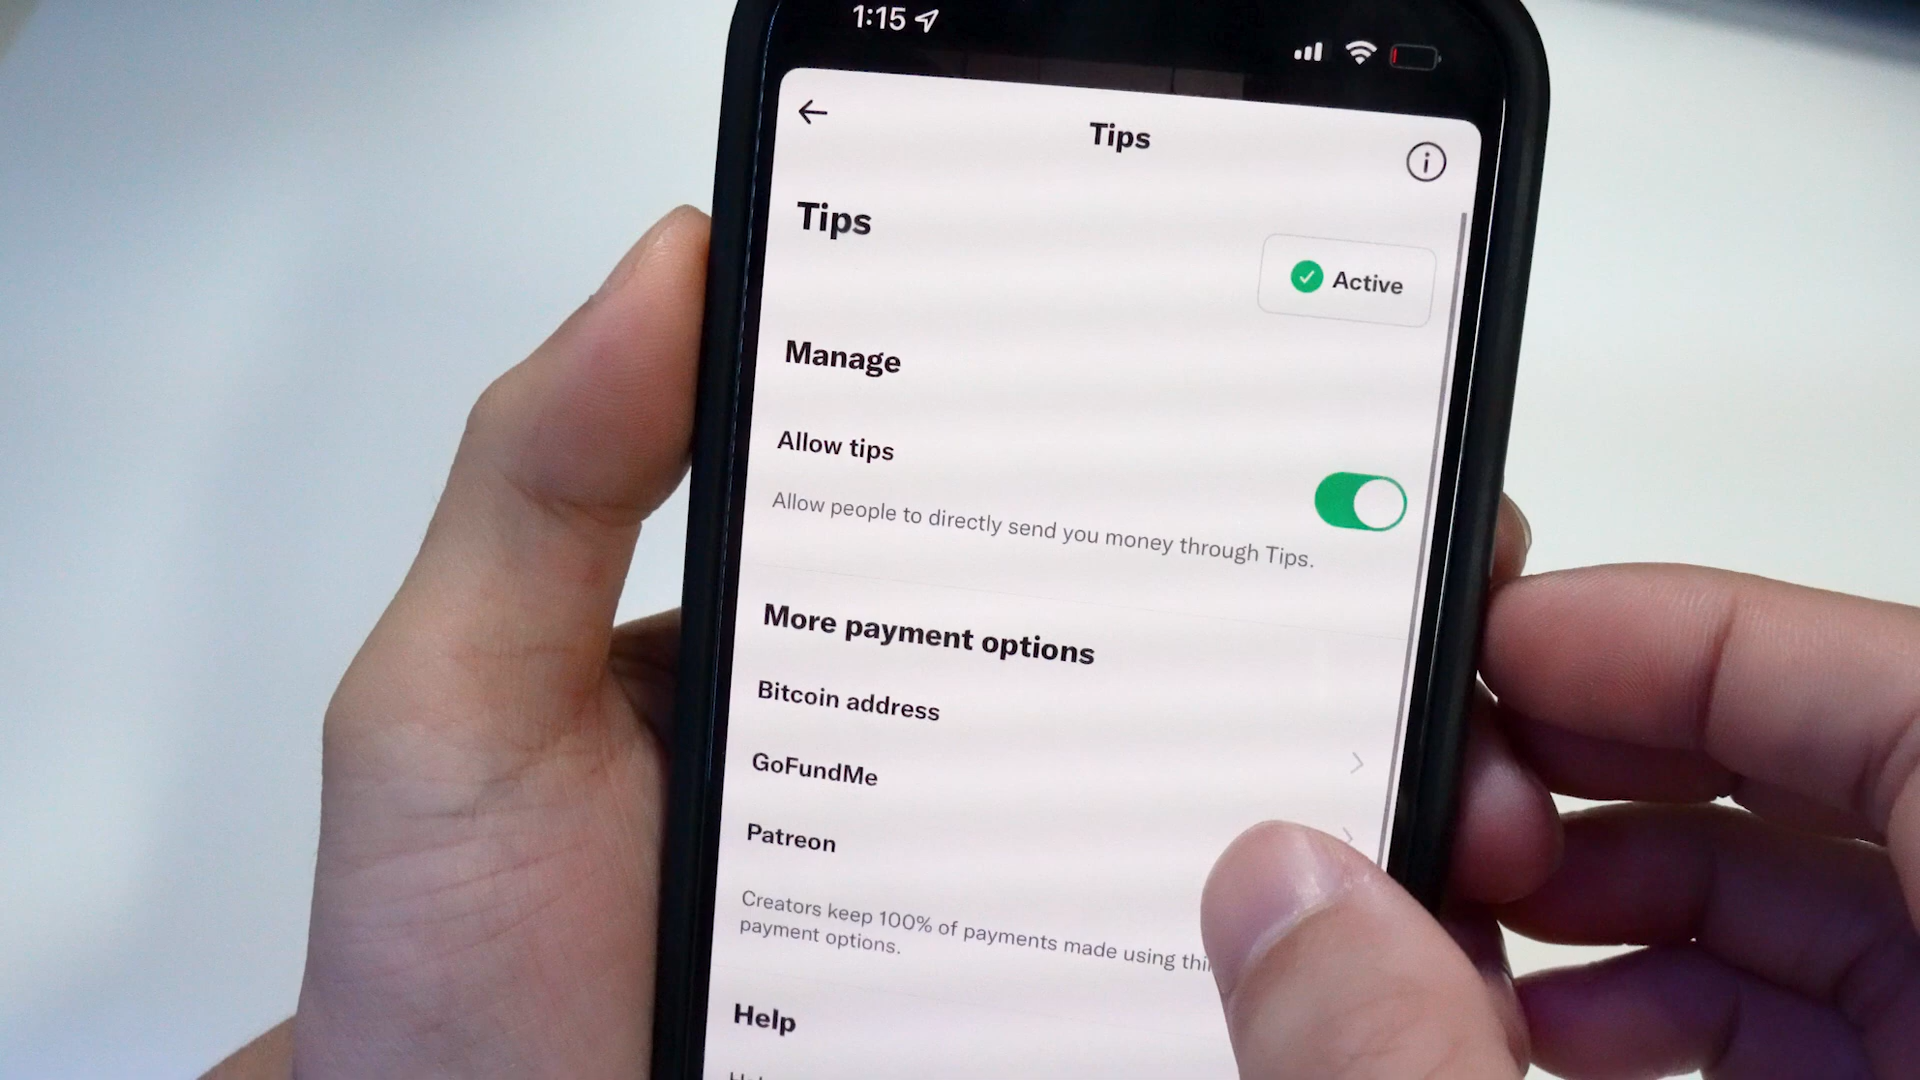 1:15
Tips
Tips
Active
Manage
Allow tips
Allow people to directly send you money through Tips.
More payment options
Bitcoin address
GoFundMe
Patreon
Creators keep 100% of payments made using
payment options.
Help